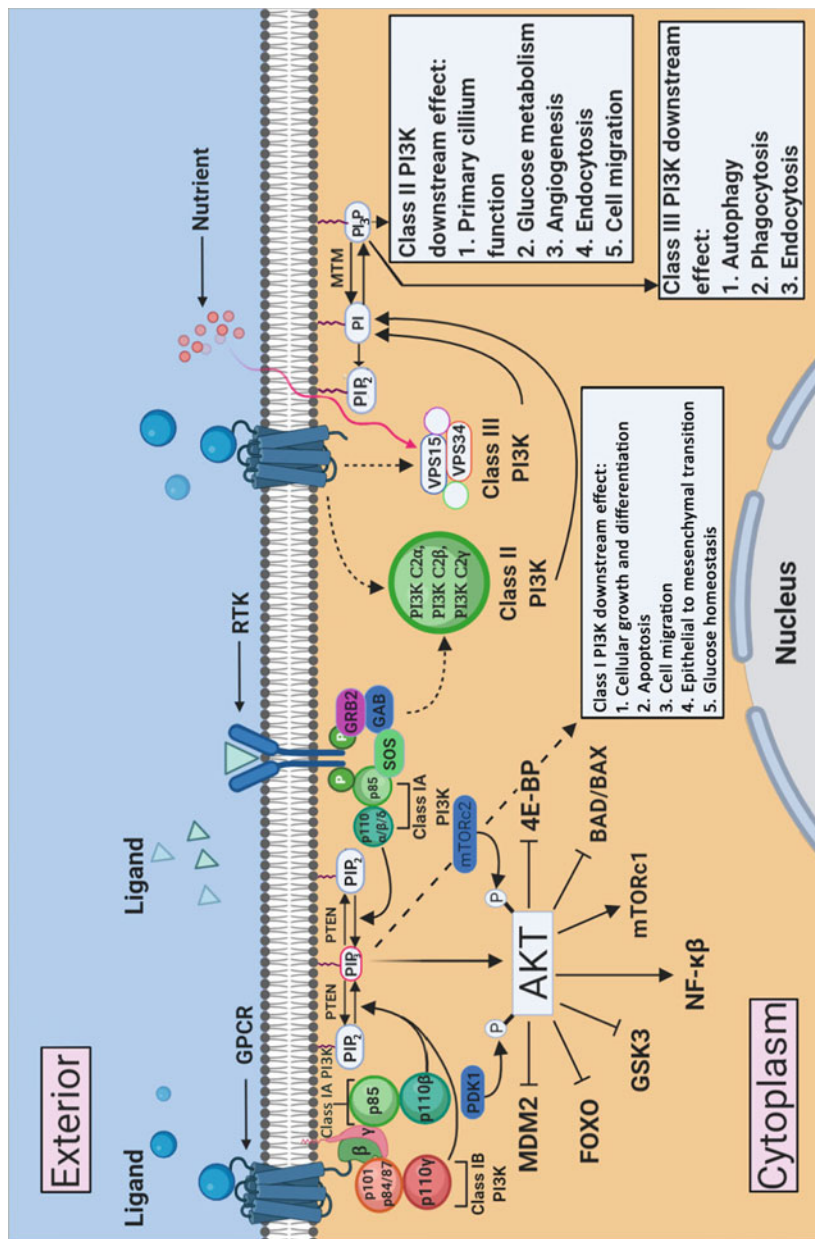 Exterior
Ligand
GPCR
Ligand
RTK
Nutrient
β
γ
p101
p84/87
p110γ
Class IB
PI3K
Class IA PI3K
p85
p110β
PIP2
PTEN
PIP3
PTEN
PIP2
p110
α/β/δ
p85
Class IA
PI3K
P
P
SOS
GRB2
GAB
PI3K C2α,
PI3K C2β,
PI3K C2γ
Class II
PI3K
VPS15
VPS34
Class III
PI3K
PIP2
PI
MTM
PI3P
Class II PI3K
downstream effect:
1. Primary cillium
function
2. Glucose metabolism
3. Angiogenesis
4. Endocytosis
5. Cell migration
Class III PI3K downstream
effect:
1. Autophagy
2. Phagocytosis
3. Endocytosis
Class I PI3K downstream effect:
1. Cellular growth and differentiation
2. Apoptosis
3. Cell migration
4. Epithelial to mesenchymal transition
5. Glucose homeostasis
PDK1
P
mTORc2
P
AKT
MDM2
FOXO
GSK3
NF-κβ
mTORc1
BAD/BAX
4E-BP
Cytoplasm
Nucleus